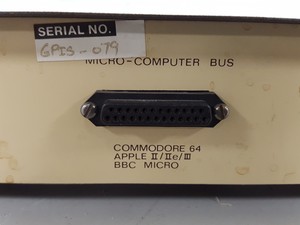 SERIAL NO.
GPIS-079
MICRO-COMPUTER BUS
COMMODORE 64
APPLE II/IIe/III
BBC MICRO